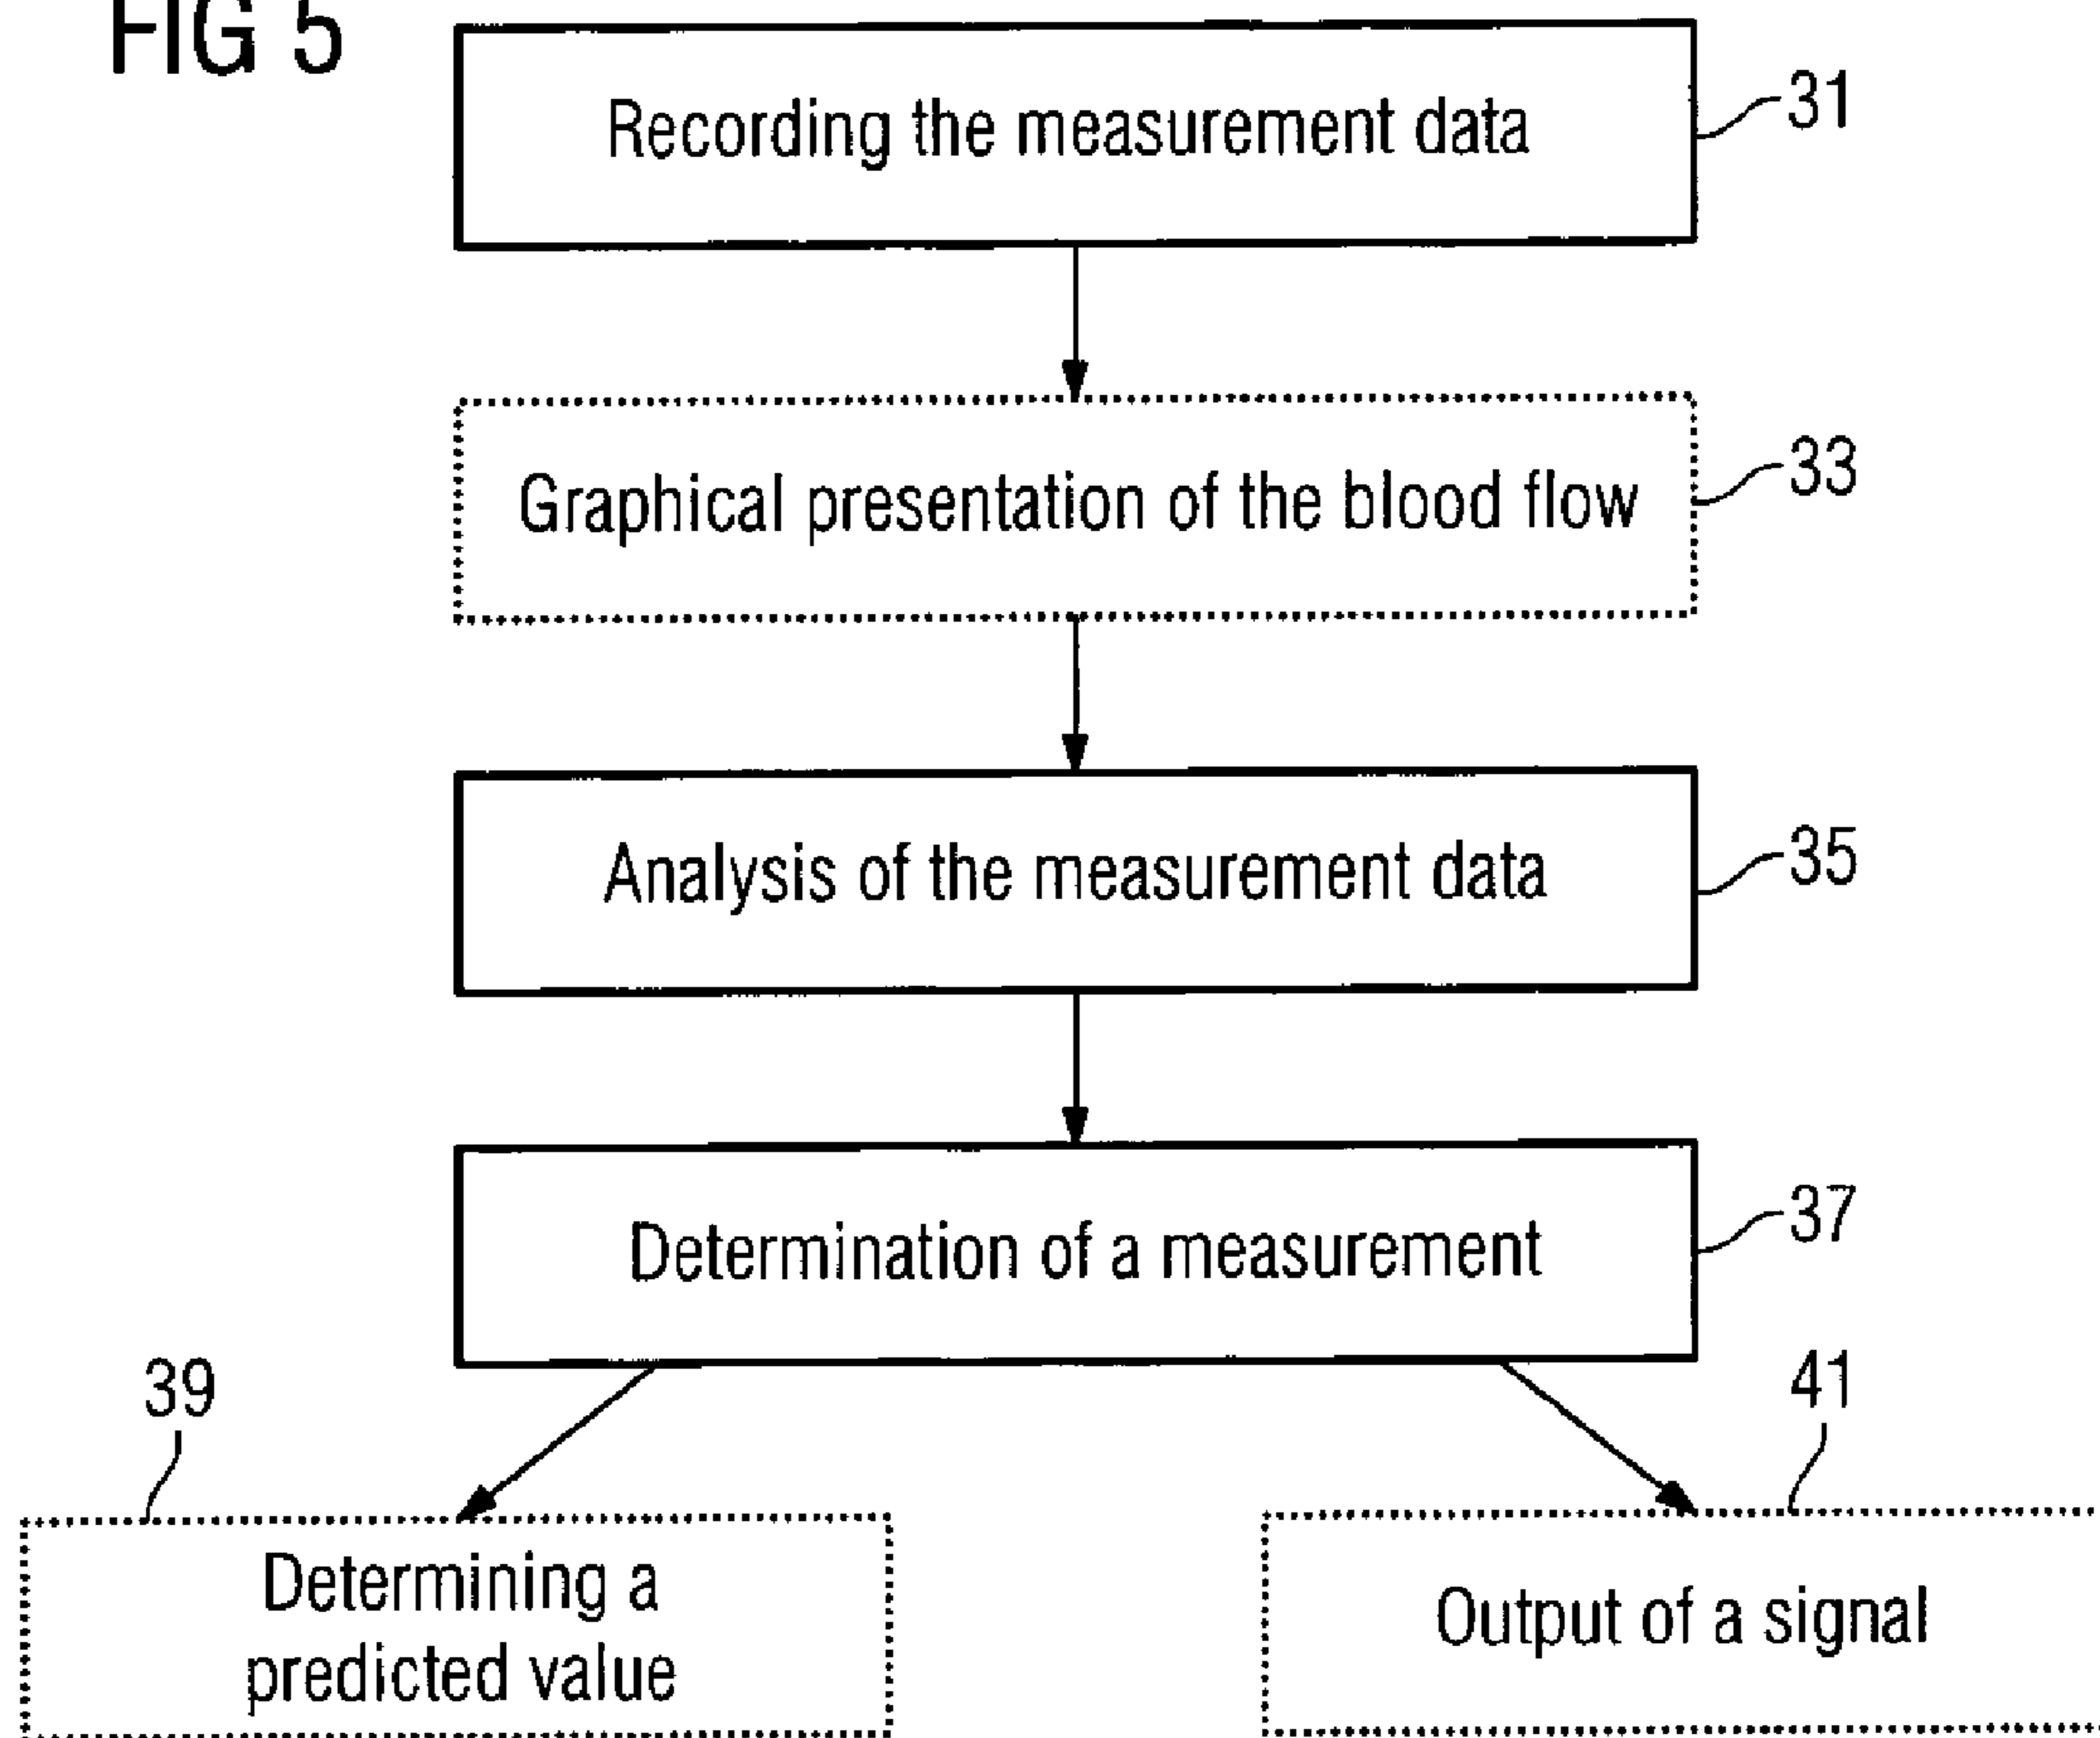 FIG 5
Recording the measurement data
31
Graphical presentation of the blood flow
33
Analysis of the measurement data
35
Determination of a measurement
37
39
41
Determining a
predicted value
Output of a signal